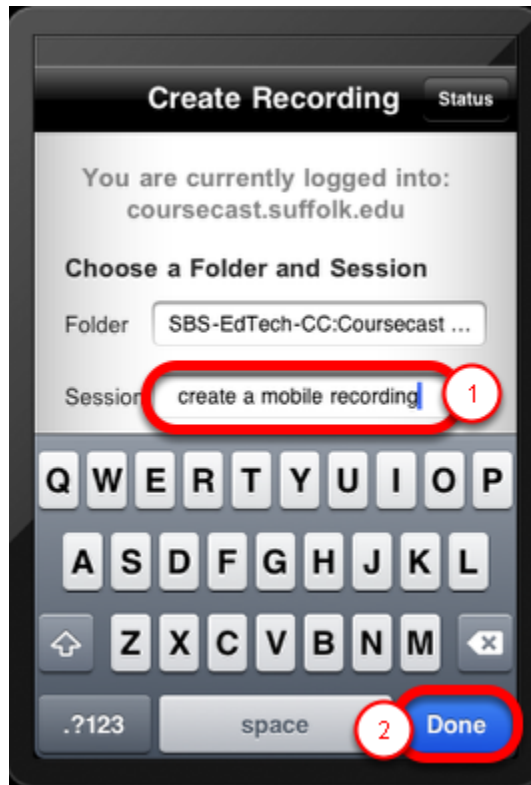 Create Recording Status
You are currently logged into:
coursecast.suffolk.edu
Choose a Folder and Session
Folder SBS-EdTech-CC:Coursecast ...
Session create a mobile recording 1
Q W E R T Y U I O P
A S D F G H J K L
Z X C V B N M
.?123 space 2 Done